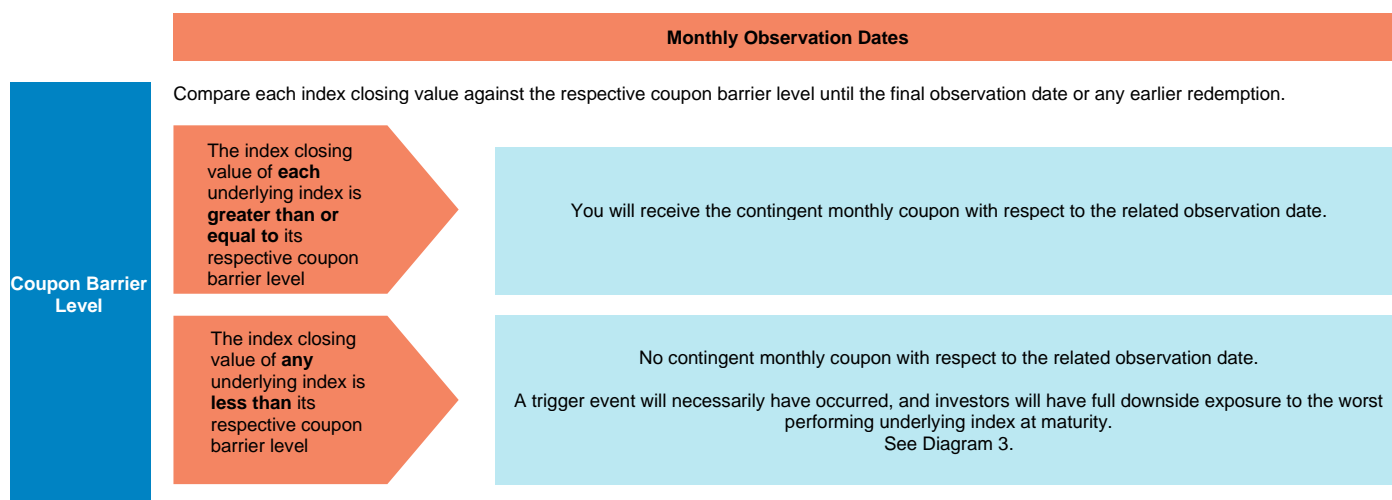 Monthly Observation Dates
Compare each index closing value against the respective coupon barrier level until the final observation date or any earlier redemption.
Coupon Barrier
Level
The index closing
value of each
underlying index is
greater than or
equal to its
respective coupon
barrier level
You will receive the contingent monthly coupon with respect to the related observation date.
The index closing
value of any
underlying index is
less than its
respective coupon
barrier level
No contingent monthly coupon with respect to the related observation date.
A trigger event will necessarily have occurred, and investors will have full downside exposure to the worst
performing underlying index at maturity.
See Diagram 3.